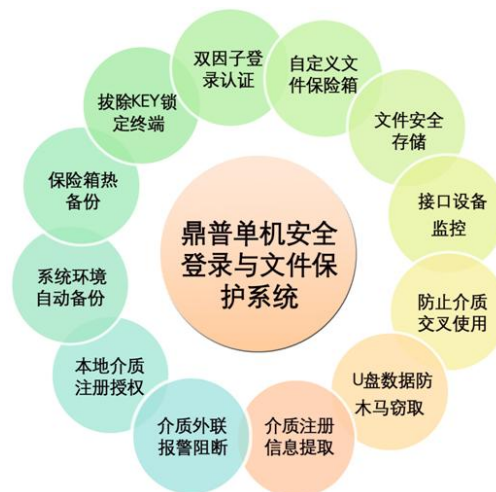 双因子登
录认证
自定义文
件保险箱
文件安全
存储
接口设备
监控
防止介质
交叉使用
U盘数据防
木马窃取
介质注册
信息提取
介质外联
报警阻断
本地介质
注册授权
系统环境
自动备份
保险箱热
备份
拔除KEY锁
定终端
鼎普单机安全
登录与文件保
护系统